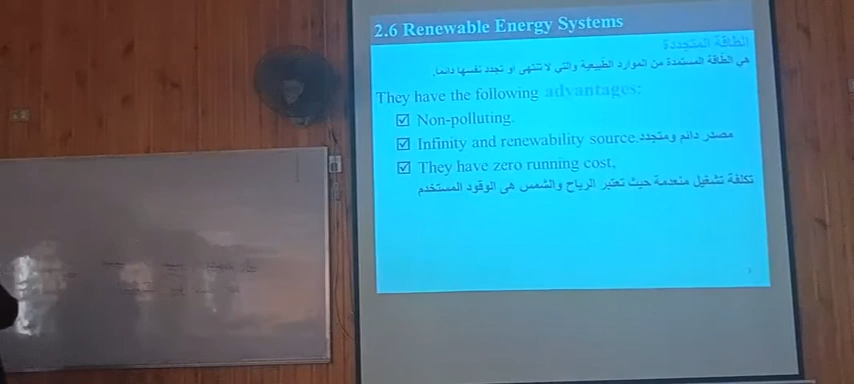 2.6 Renewable Energy Systems
الطاقة المتجددة
هي الطاقة المستمدة من الموارد الطبيعية والتي لا تنتهى او تجدد نفسها دائما.
They have the following advantages:
☑ Non-polluting.
☑ Infinity and renewability source. مصدر دائم ومتجدد
☑ They have zero running cost,
تكلفة تشغيل منعدمة حيث تعتبر الرياح والشمس هى الوقود المستخدم